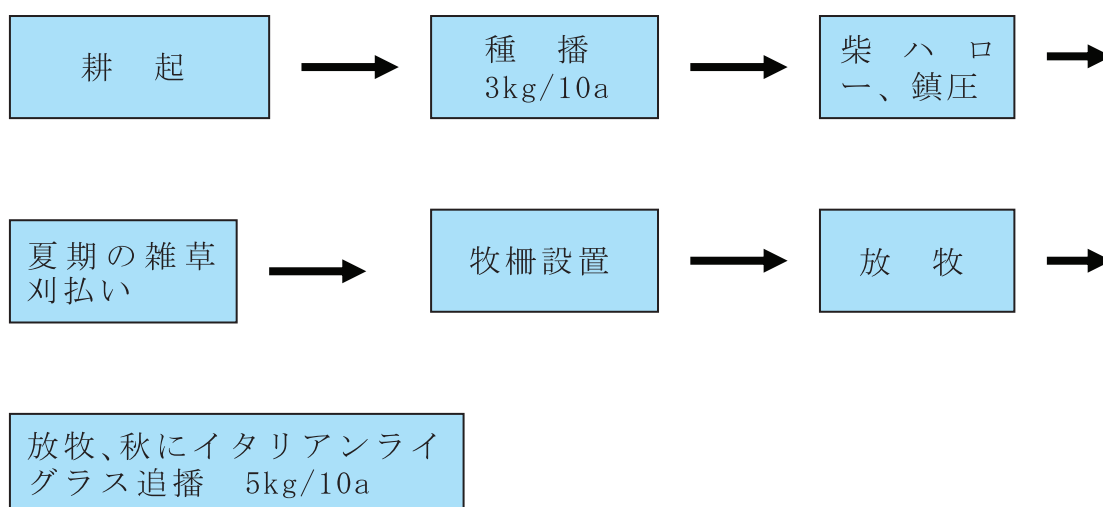 耕　起
種　播
3kg/10a
柴ハロ
ー、鎮圧
夏期の雑草
刈払い
牧柵設置
放　牧
放牧、秋にイタリアンライ
グラス追播　5kg/10a